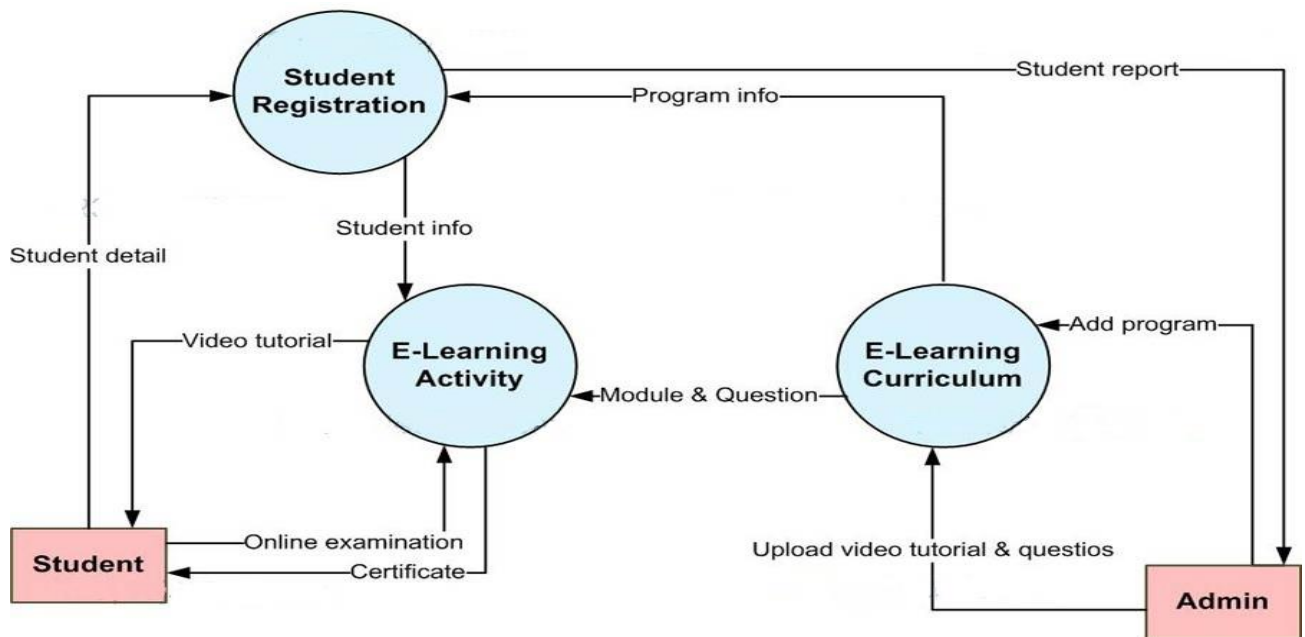 Student
Registration
Student report
Program info
Student info
Student detail
Video tutorial
E-Learning
Activity
Module & Question
E-Learning
Curriculum
Add program
Student
Online examination
Certificate
Upload video tutorial & questios
Admin